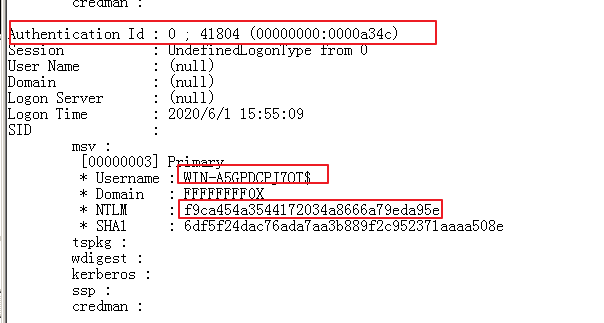 credman :
Authentication Id : 0 ; 41804 (00000000:0000a34c)
Session : UndefinedLogonType from 0
User Name : (null)
Domain : (null)
Logon Server : (null)
Logon Time : 2020/6/1 15:55:09
SID :
msv :
[00000003] Primary
* Username : WIN-A5GPDCPJ7OT$
* Domain : FFFFFFFF0X
* NTLM : f9ca454a3544172034a8666a79eda95e
* SHA1 : 6df5f24dac76ada7aa3b889f2c952371aaaa508e
tspkg :
wdigest :
kerberos :
ssp :
credman :